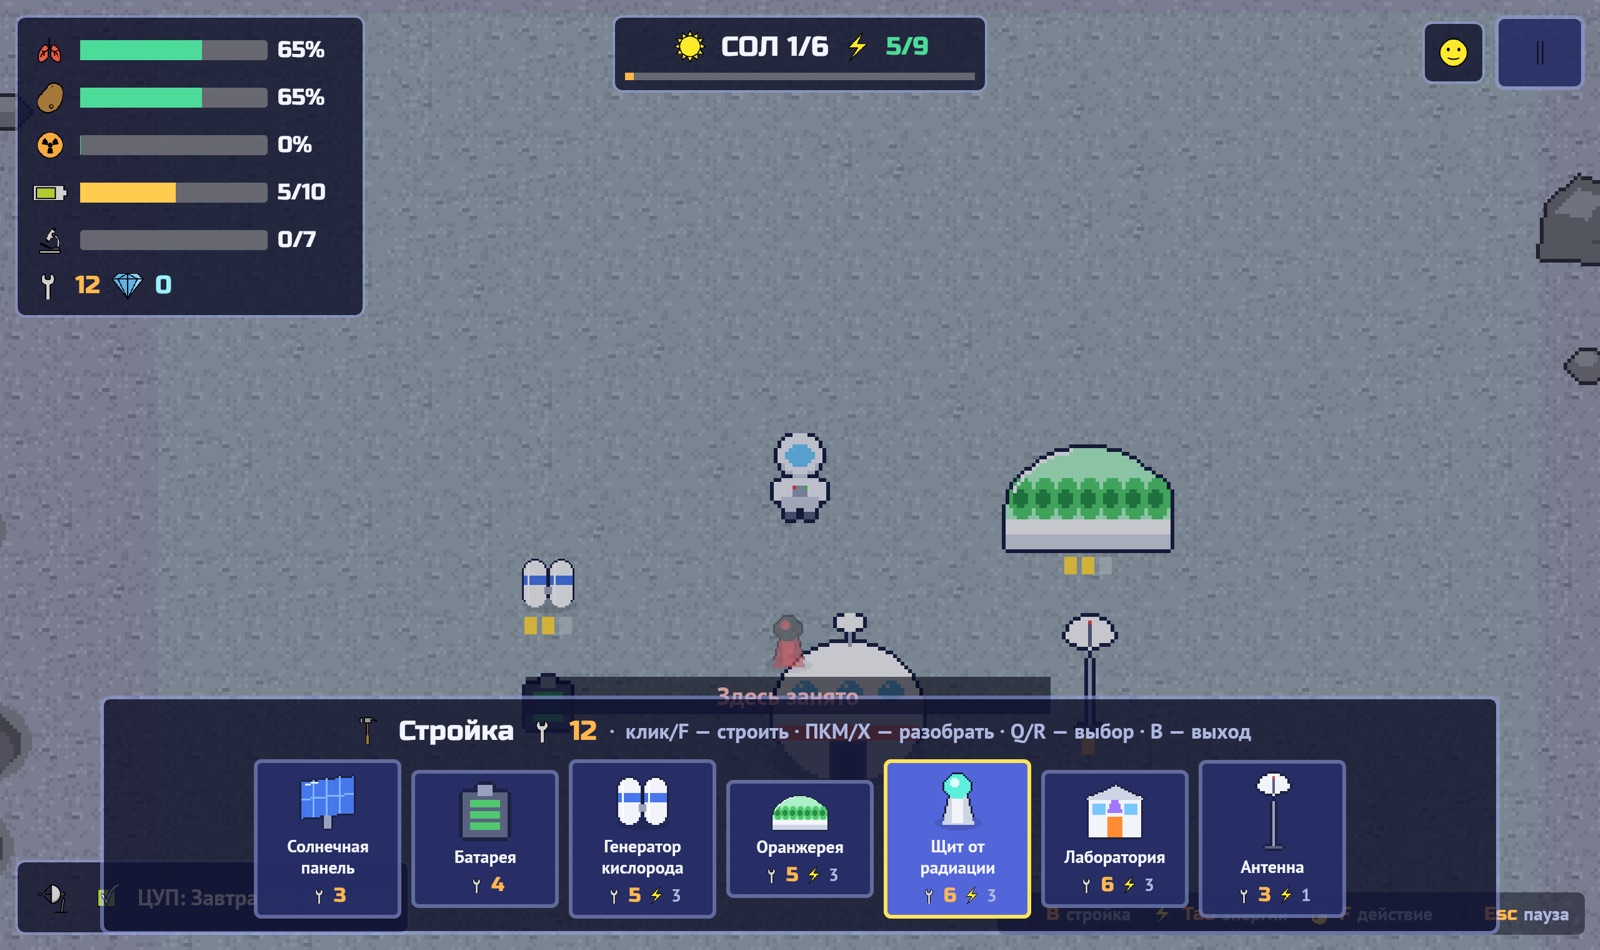 65%
65%
0%
5/10
0/7
12 0
СОЛ 1/6 5/9
Здесь занято
Стройка 12 · клик/F — строить · ПКМ/X — разобрать · Q/R — выбор · B — выход
Солнечная панель
3
Батарея
4
Генератор кислорода
5 3
Оранжерея
5 3
Щит от радиации
6 3
Лаборатория
6 3
Антенна
3 1
ЦУП: Завтра
B стройка
F действие
Esc пауза